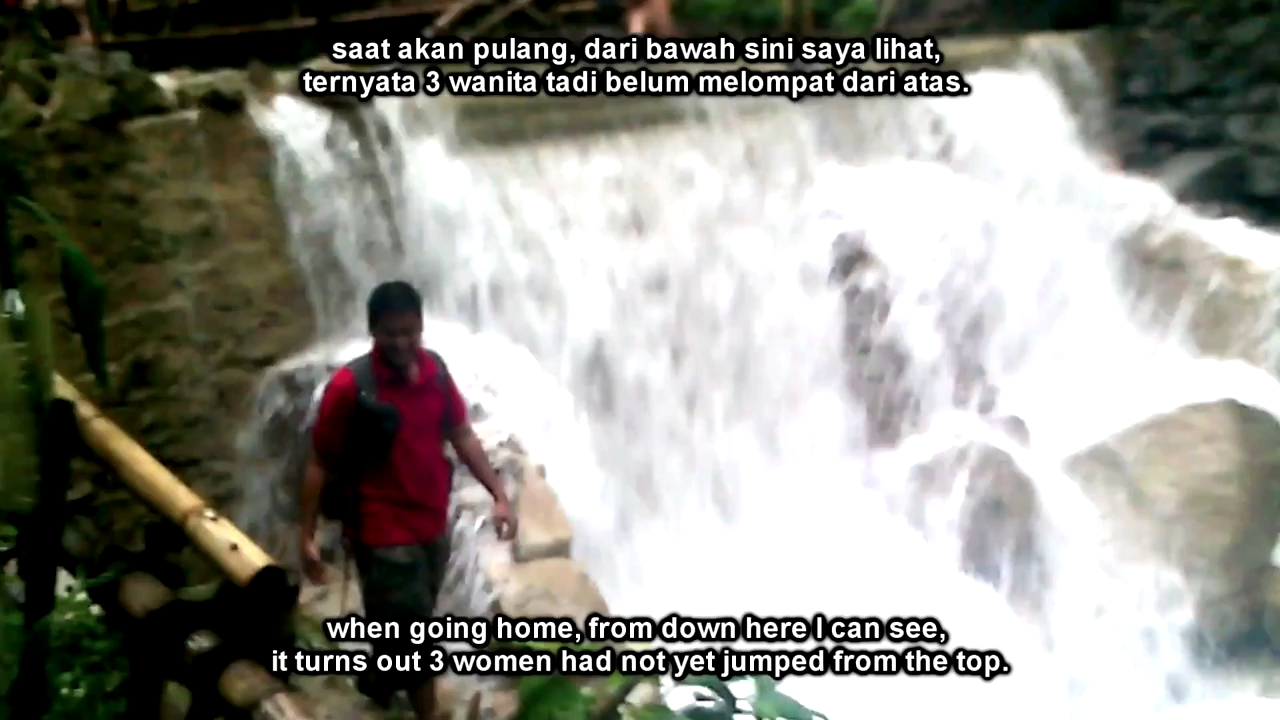 saat akan pulang, dari bawah sini saya lihat,
ternyata 3 wanita tadi belum melompat dari atas.
when going home, from down here I can see,
it turns out 3 women had not yet jumped from the top.